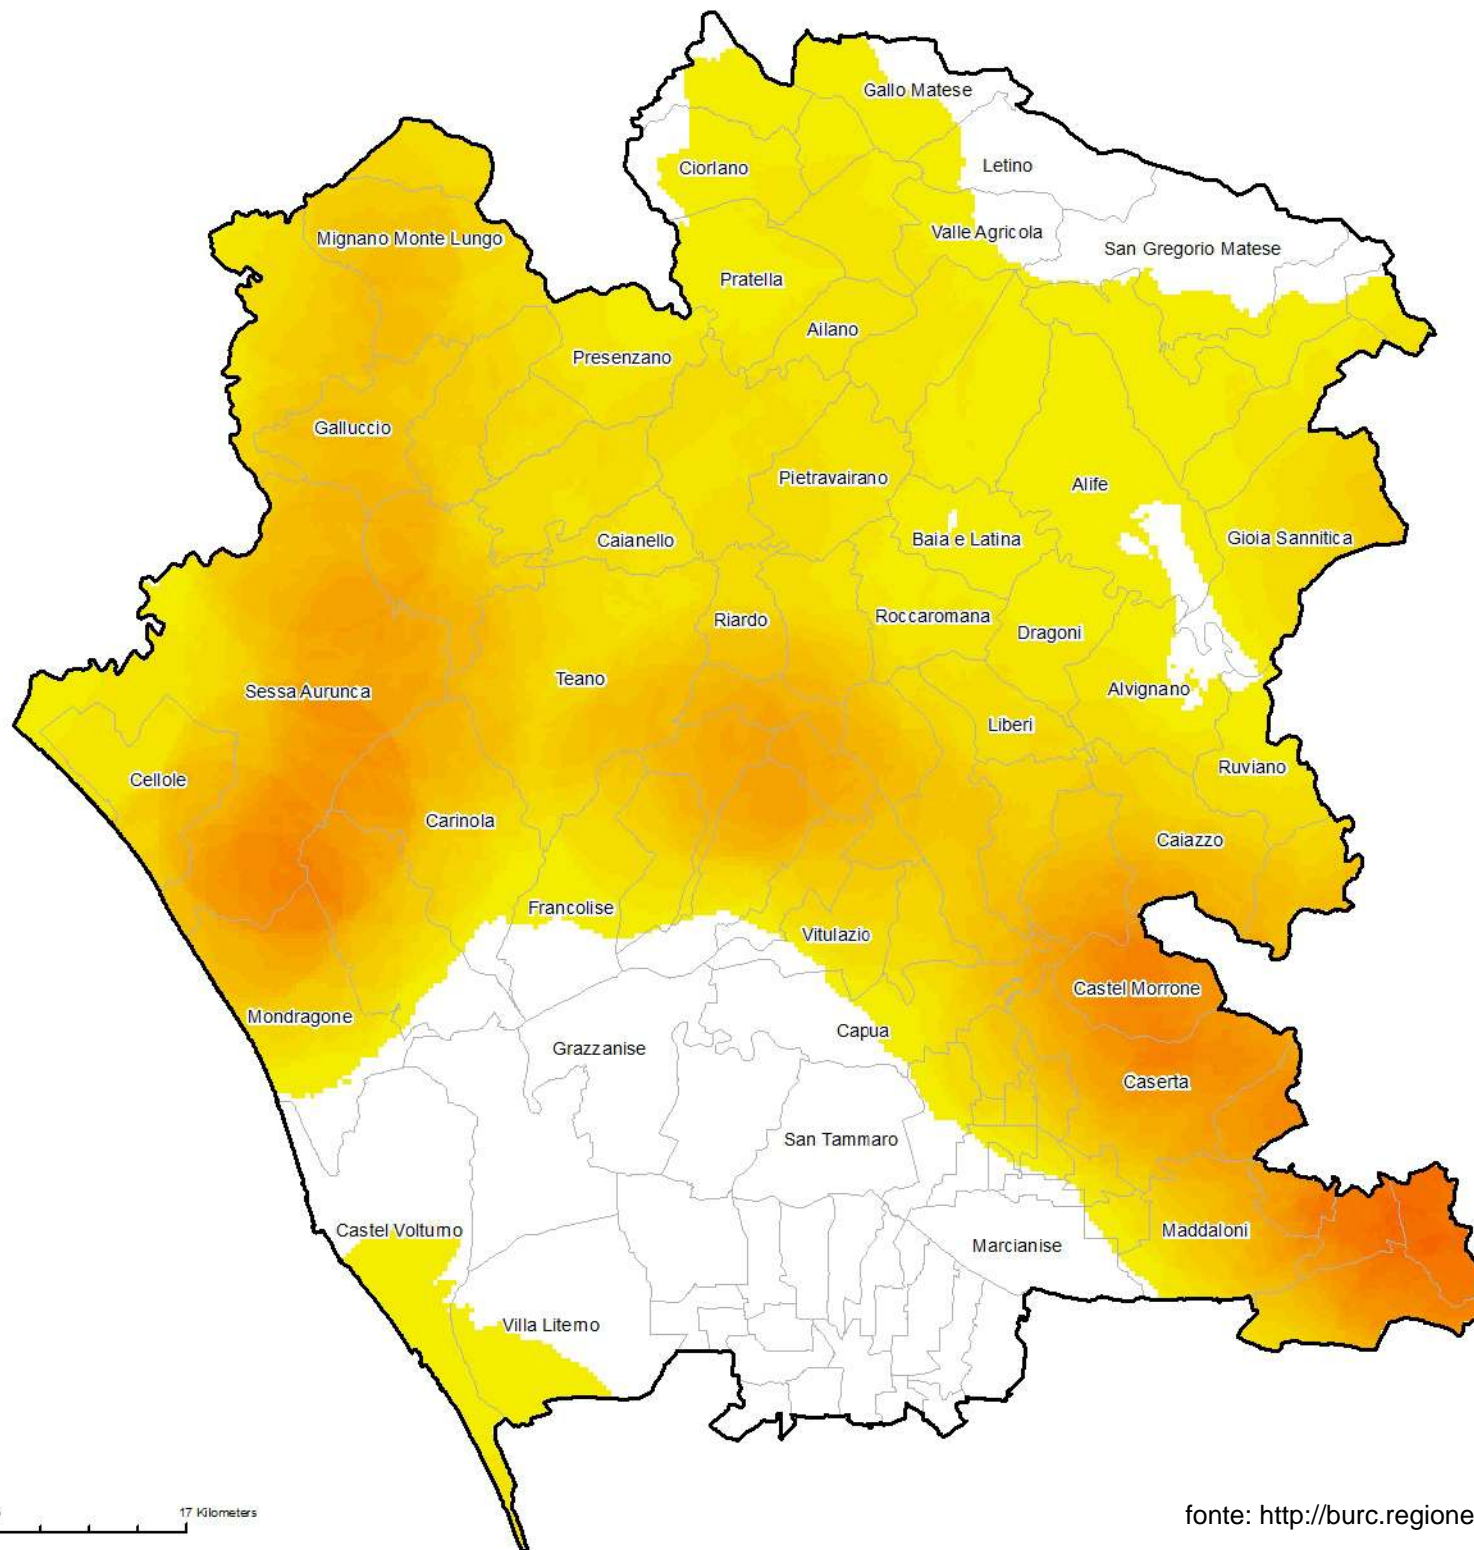 Gallo Matese
Letino
Ciorlano
Valle Agricola
Mignano Monte Lungo
San Gregorio Matese
Pratella
Ailano
Presenzano
Galluccio
Pietravairano
Alife
Caianello
Baia e Latina
Gioia Sannitica
Riardo
Roccaromana
Dragoni
Teano
Sessa Aurunca
Alvignano
Liberi
Ruviano
Cellole
Carinola
Caiazzo
Francolise
Vitulazio
Castel Morrone
Mondragone
Capua
Grazzanise
Caserta
San Tammaro
Castel Volturno
Maddaloni
Marcianise
Villa Literno
17 Kilometers
fonte: http://burc.regione